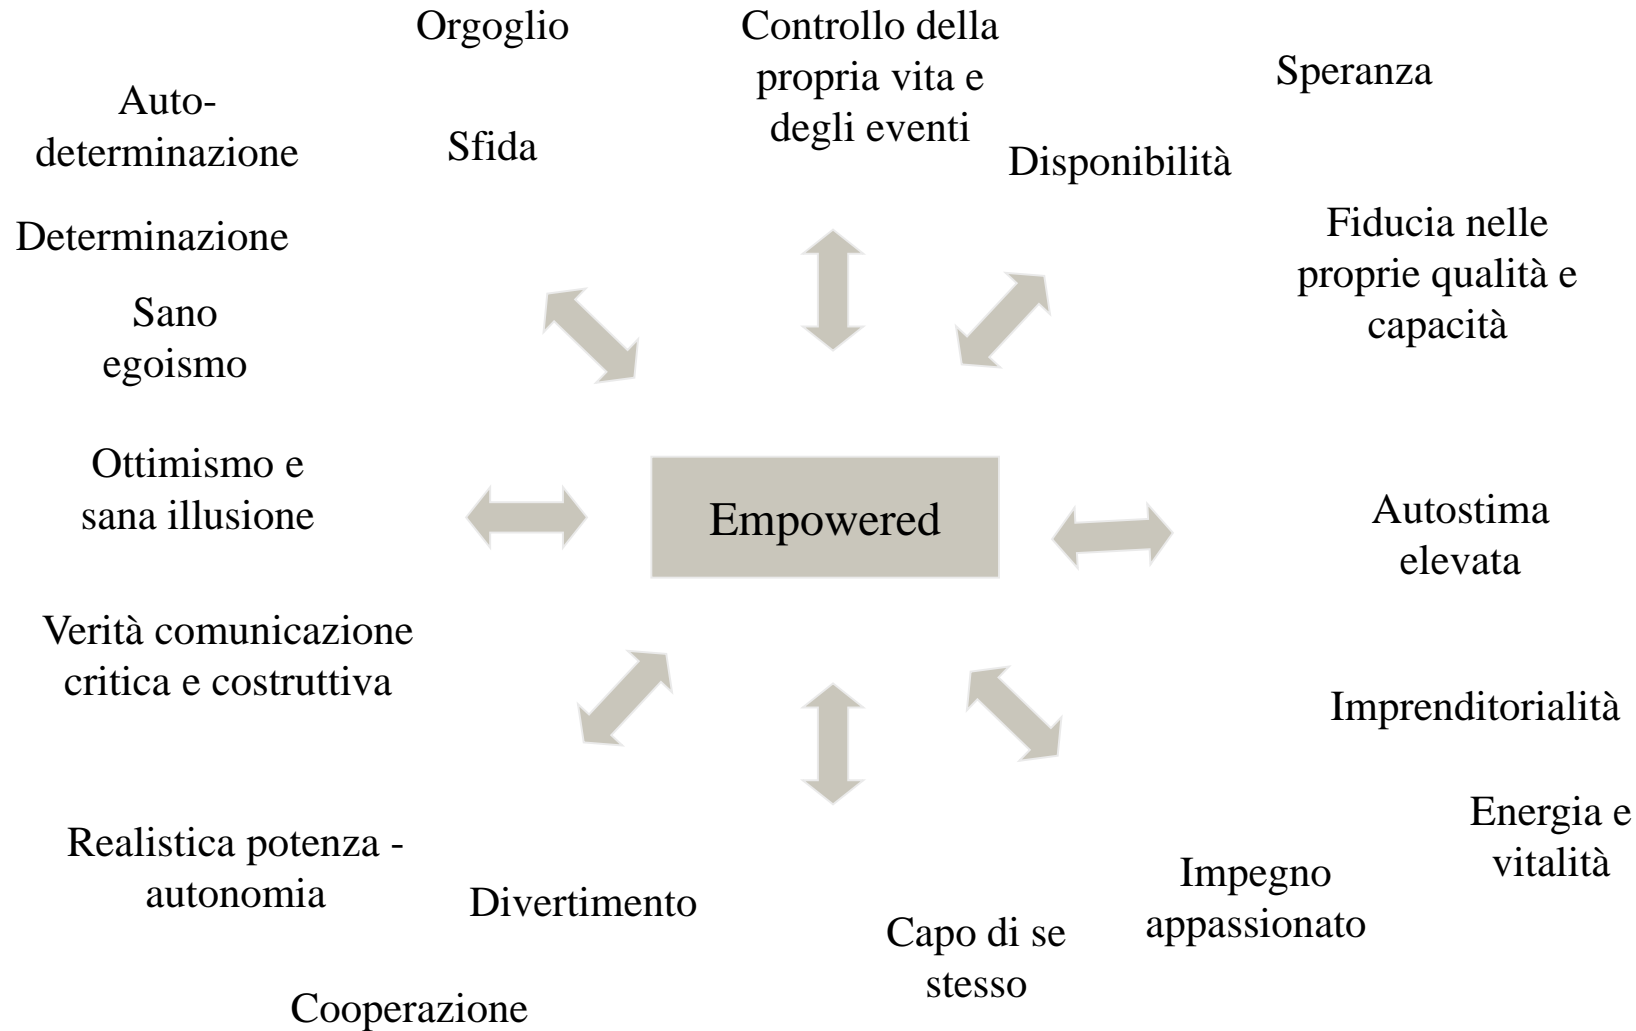 Orgoglio
Controllo della
propria vita e
degli eventi
Speranza
Auto-
determinazione
Sfida
Disponibilità
Determinazione
Fiducia nelle
proprie qualità e
capacità
Sano
egoismo
Ottimismo e
sana illusione
Empowered
Autostima
elevata
Verità comunicazione
critica e costruttiva
Imprenditorialità
Energia e
vitalità
Realistica potenza -
autonomia
Divertimento
Impegno
appassionato
Capo di se
stesso
Cooperazione